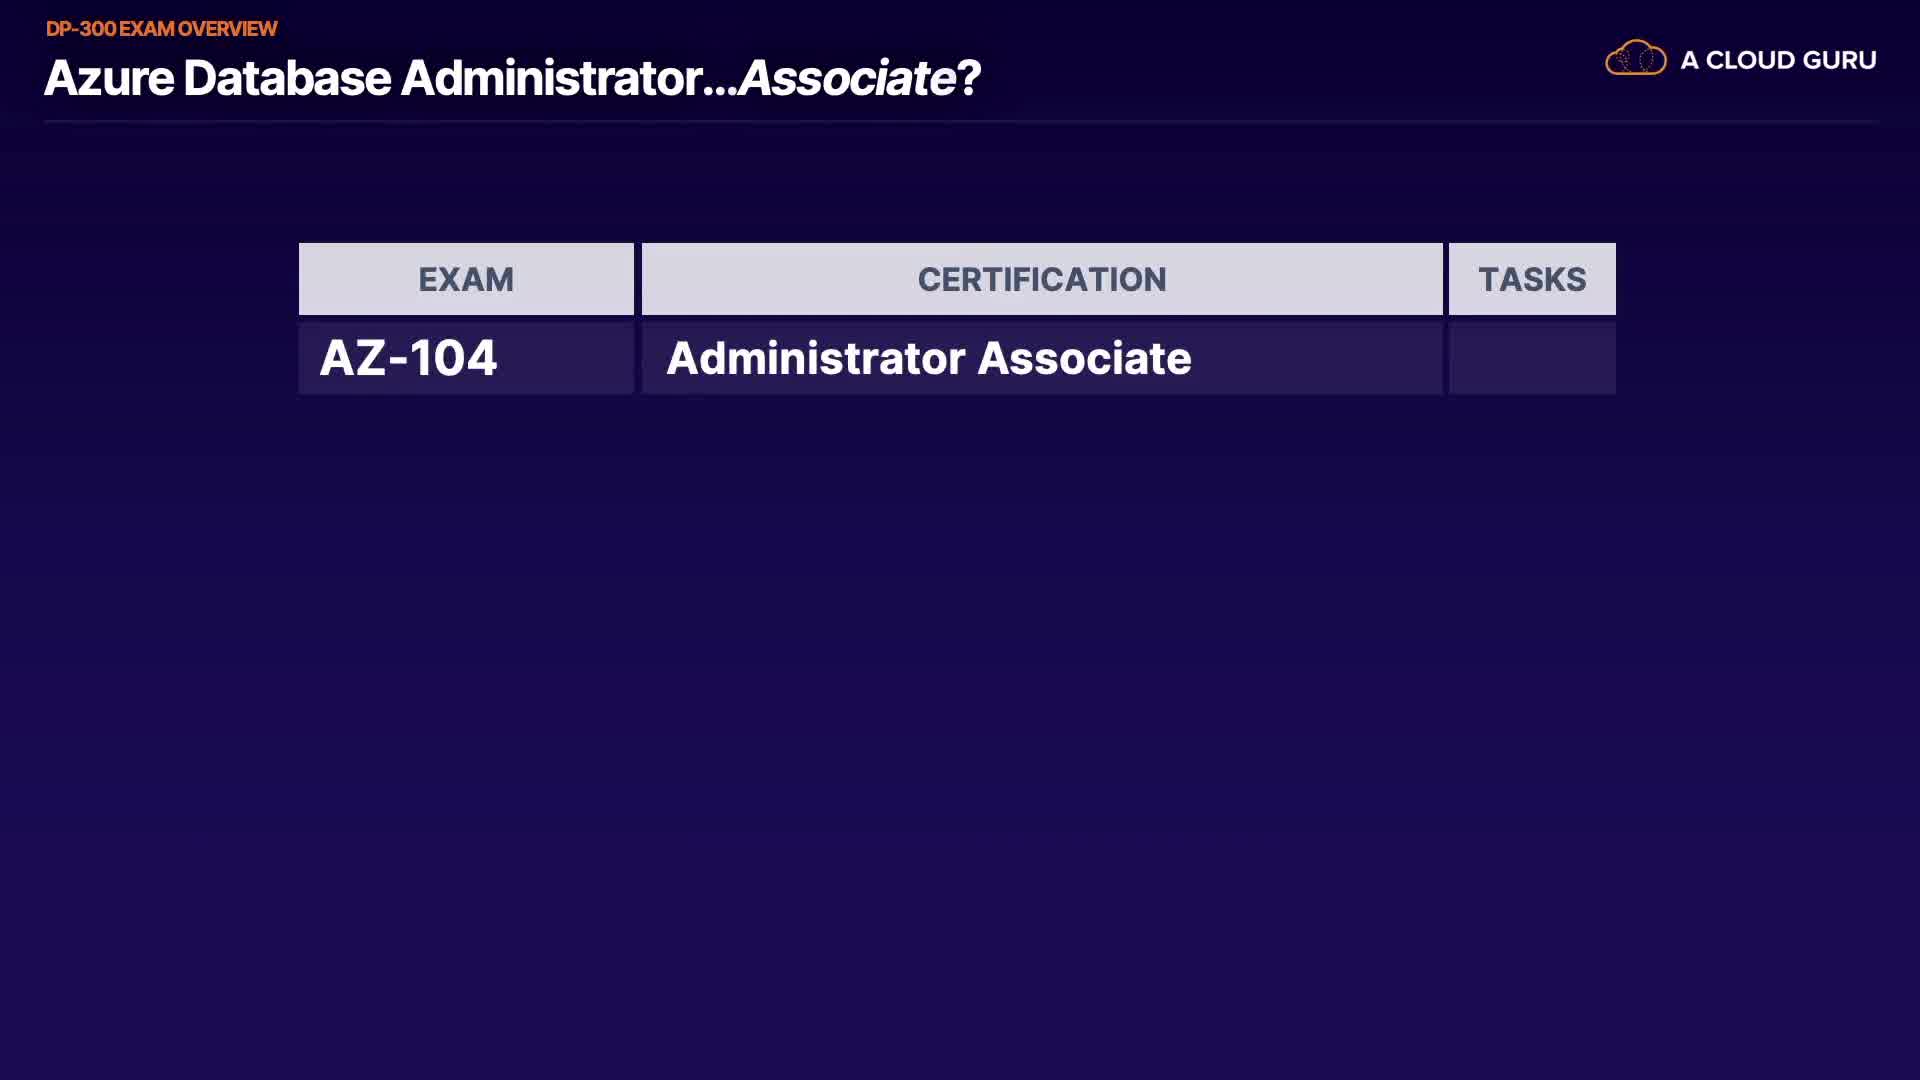 DP-300 EXAM OVERVIEW
Azure Database Administrator...Associate?
A CLOUD GURU
EXAM CERTIFICATION TASKS
AZ-104 Administrator Associate